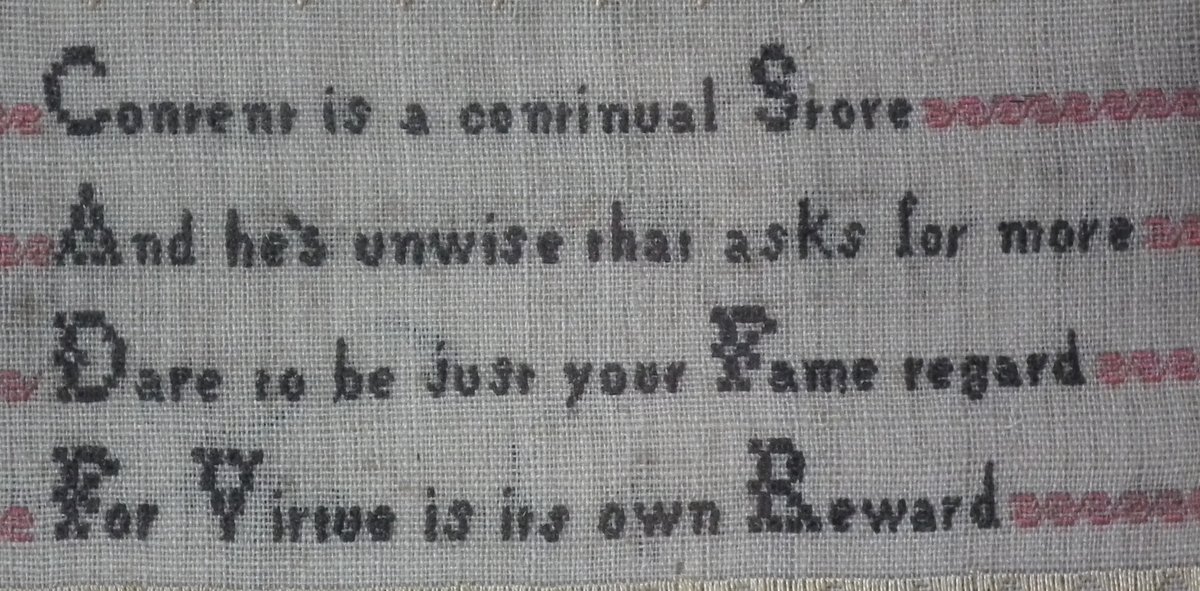 Content is a continual Store
And he's unwise that asks for more
Dare to be just your Fame regard
For Virtue is its own Reward